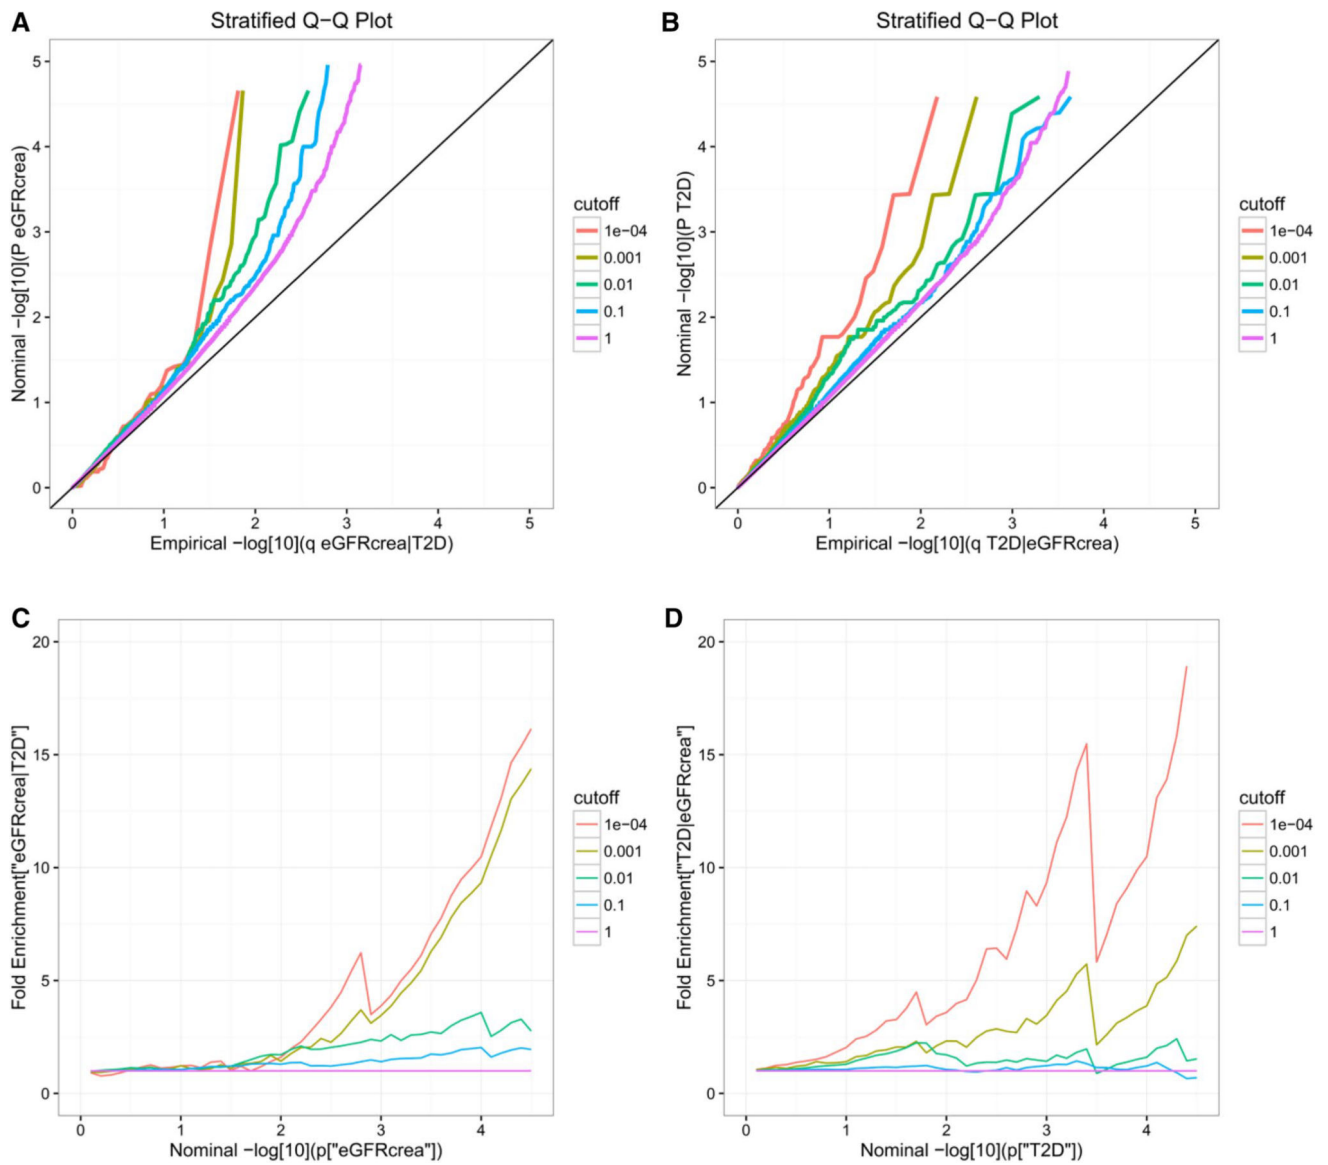 A
Stratified Q−Q Plot
Nominal −log[10](P eGFRcrea)
5
4
3
2
1
0
0 1 2 3 4 5
Empirical −log[10](q eGFRcrea|T2D)
cutoff
1e−04
0.001
0.01
0.1
1
B
Stratified Q−Q Plot
Nominal −log[10](P T2D)
5
4
3
2
1
0
0 1 2 3 4 5
Empirical −log[10](q T2D|eGFRcrea)
cutoff
1e−04
0.001
0.01
0.1
1
C
Fold Enrichment["eGFRcrea|T2D"]
20
15
10
5
0
0 1 2 3 4
Nominal −log[10](p["eGFRcrea"])
cutoff
1e−04
0.001
0.01
0.1
1
D
Fold Enrichment["T2D|eGFRcrea"]
20
15
10
5
0
0 1 2 3 4
Nominal −log[10](p["T2D"])
cutoff
1e−04
0.001
0.01
0.1
1